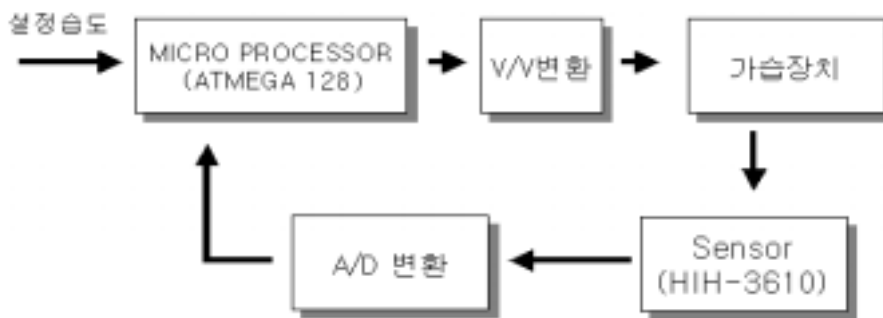 설정습도
MICRO PROCESSOR
(ATMEGA 128)
V/V변환
가습장치
A/D 변환
Sensor
(HIH-3610)